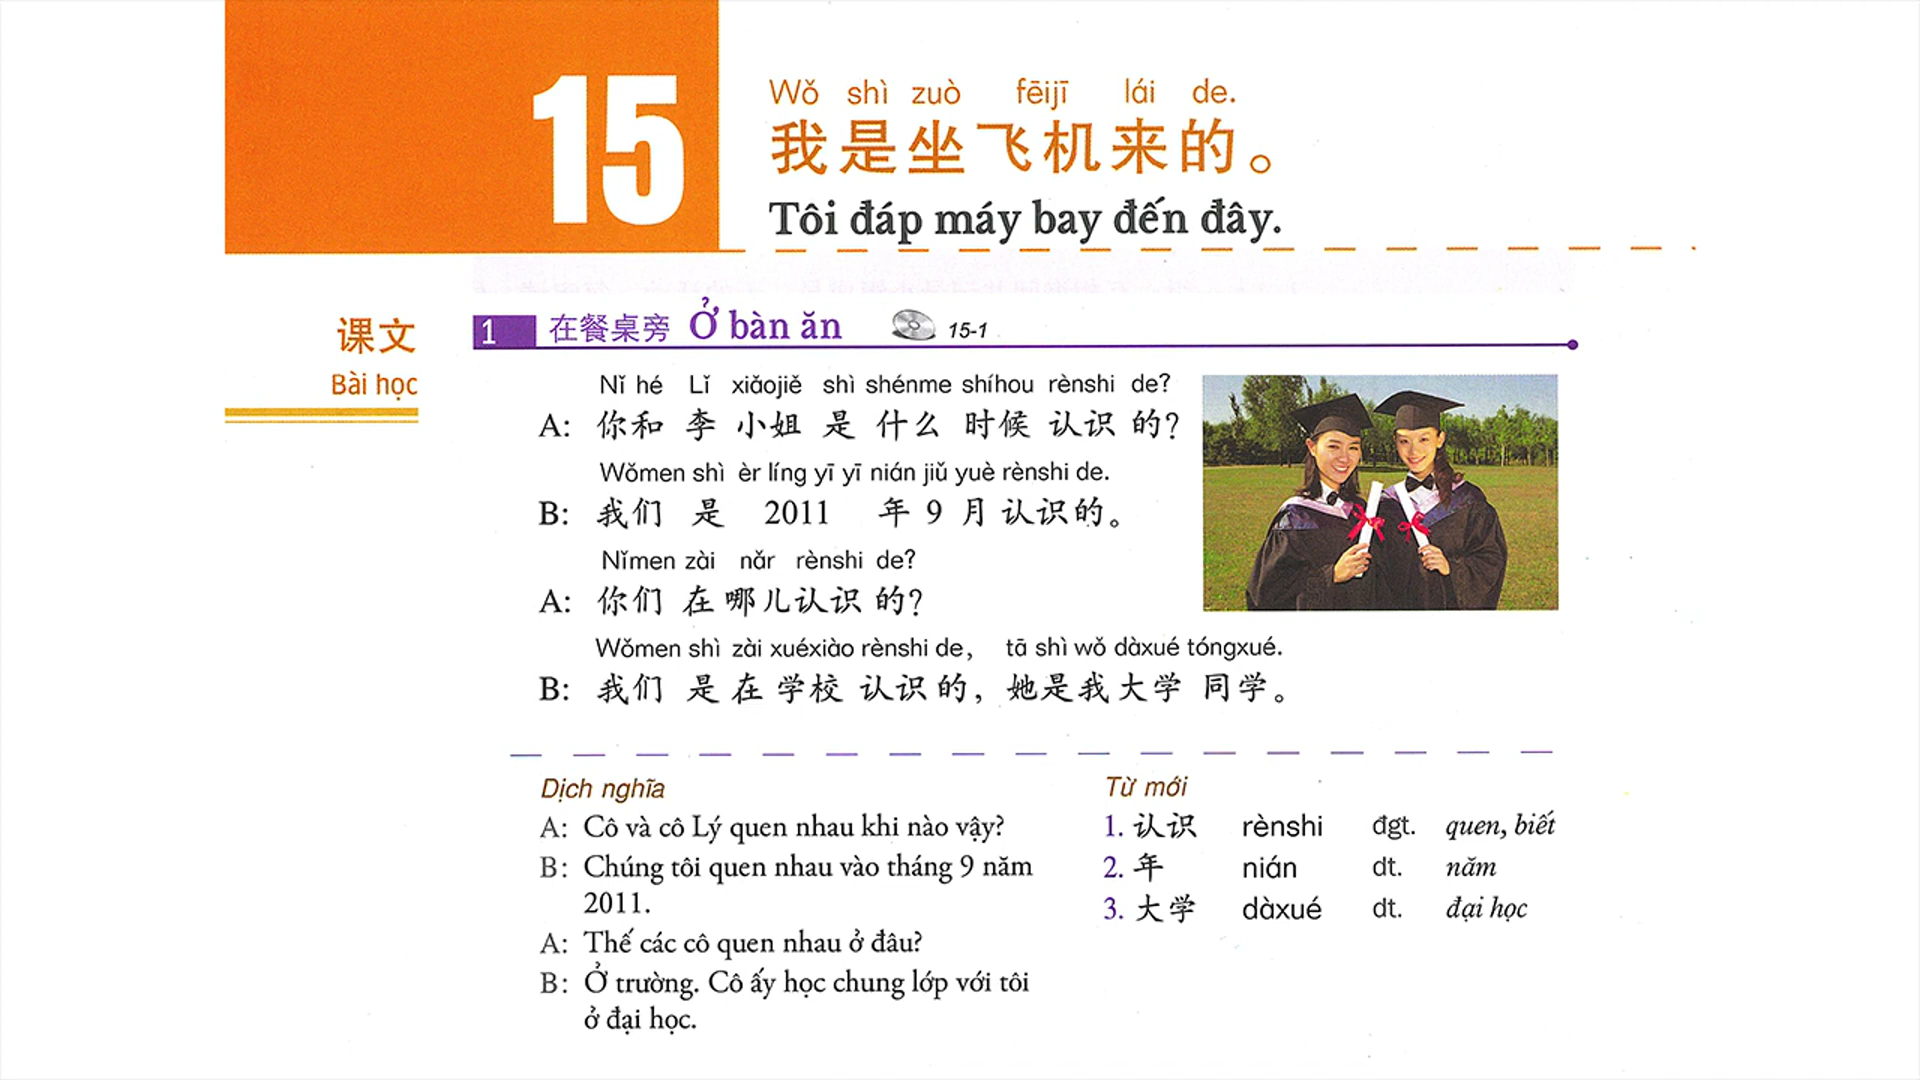 15
Wǒ shì zuò fēijī lái de.
我是坐飞机来的。
Tôi đáp máy bay đến đây.
课文
Bài học
1 在餐桌旁 Ở bàn ăn 15-1
Nǐ hé Lǐ xiǎojiě shì shénme shíhou rènshi de?
A: 你和 李 小姐 是 什么 时候 认识 的?
Wǒmen shì èr líng yī yī nián jiǔ yuè rènshi de.
B: 我们 是 2011 年 9 月 认识的。
Nǐmen zài nǎr rènshi de?
A: 你们 在 哪儿认识 的?
Wǒmen shì zài xuéxiào rènshi de, tā shì wǒ dàxué tóngxué.
B: 我们 是 在 学校 认识 的, 她是我 大学 同学。
Dịch nghĩa
A: Cô và cô Lý quen nhau khi nào vậy?
B: Chúng tôi quen nhau vào tháng 9 năm
2011.
A: Thế các cô quen nhau ở đâu?
B: Ở trường. Cô ấy học chung lớp với tôi
ở đại học.
Từ mới
1. 认识 rènshi đgt. quen, biết
2. 年 nián dt. năm
3. 大学 dàxué dt. đại học